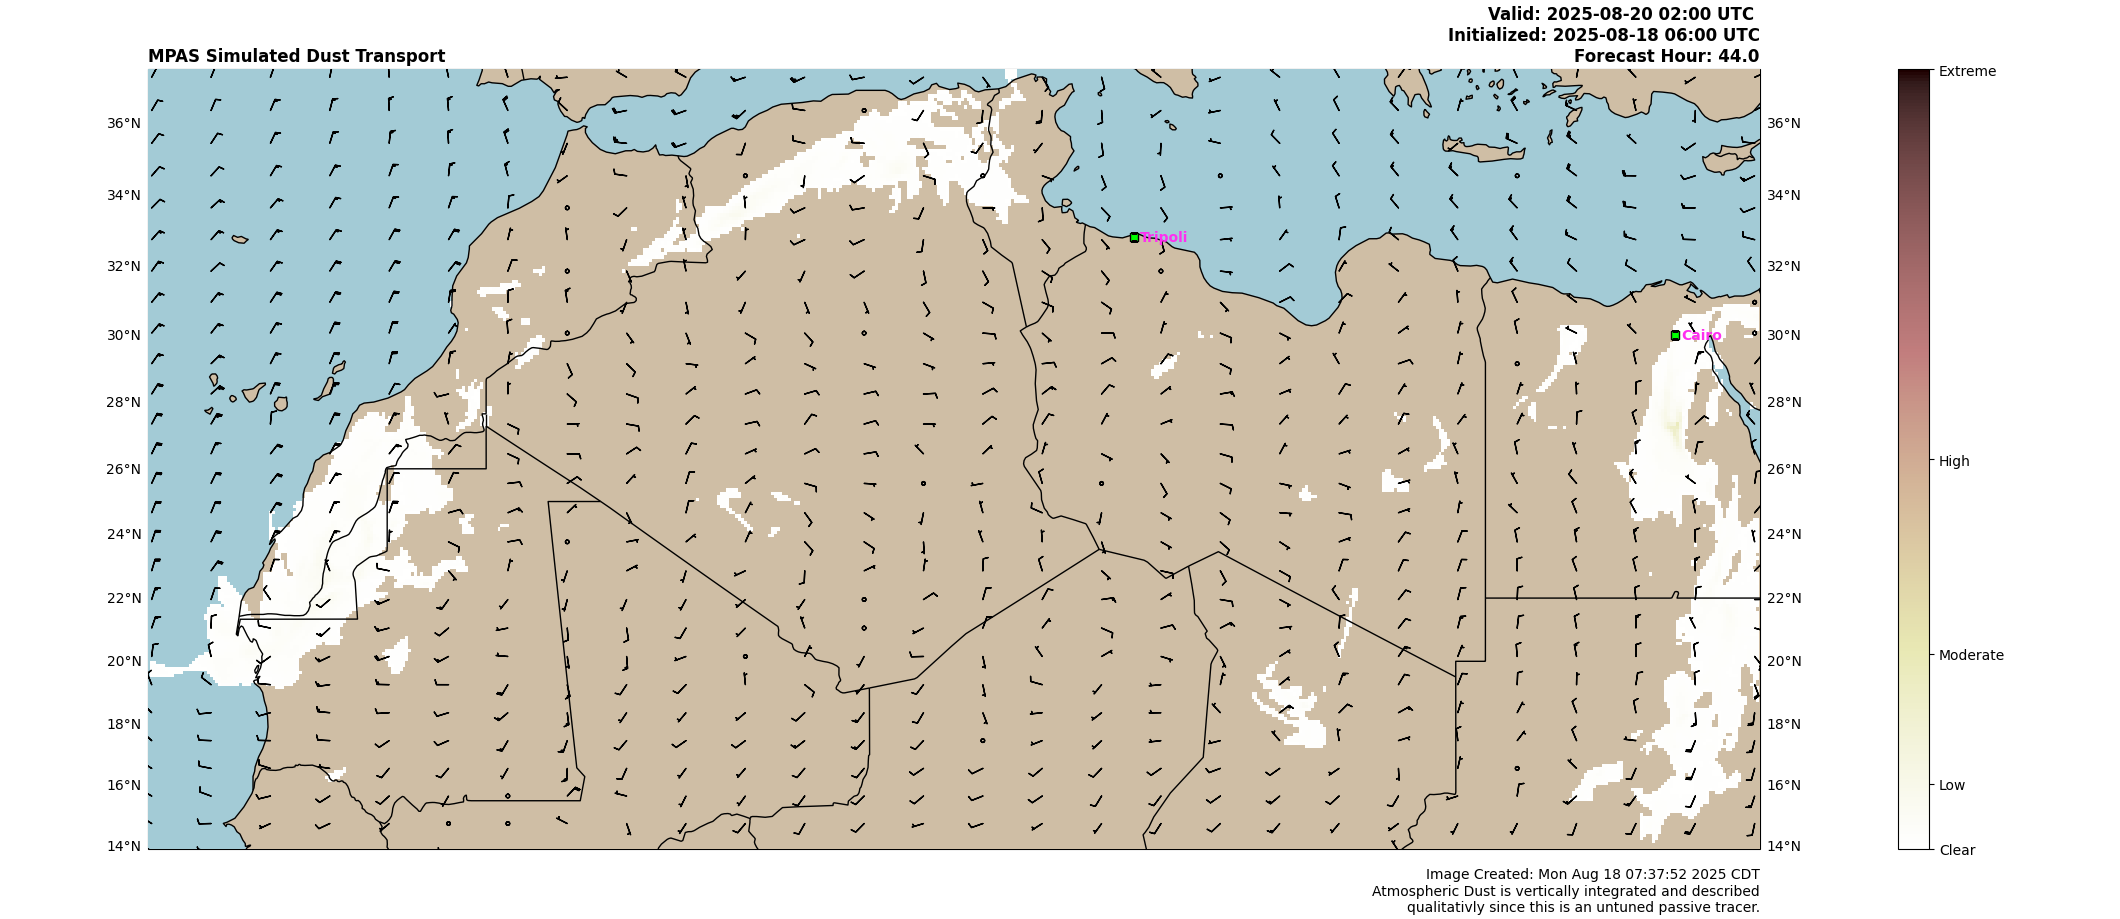 Valid: 2025-08-20 02:00 UTC
Initialized: 2025-08-18 06:00 UTC
MPAS Simulated Dust Transport
Forecast Hour: 44.0
Extreme
36°N
36°N
34°N
34°N
Tripoli
32°N
32°N
30°N
Cairo
30°N
28°N
28°N
26°N
26°N
High
24°N
24°N
22°N
22°N
20°N
20°N
Moderate
18°N
18°N
16°N
16°N
Low
14°N
14°N
Clear
Image Created: Mon Aug 18 07:37:52 2025 CDT
Atmospheric Dust is vertically integrated and described
qualitativly since this is an untuned passive tracer.